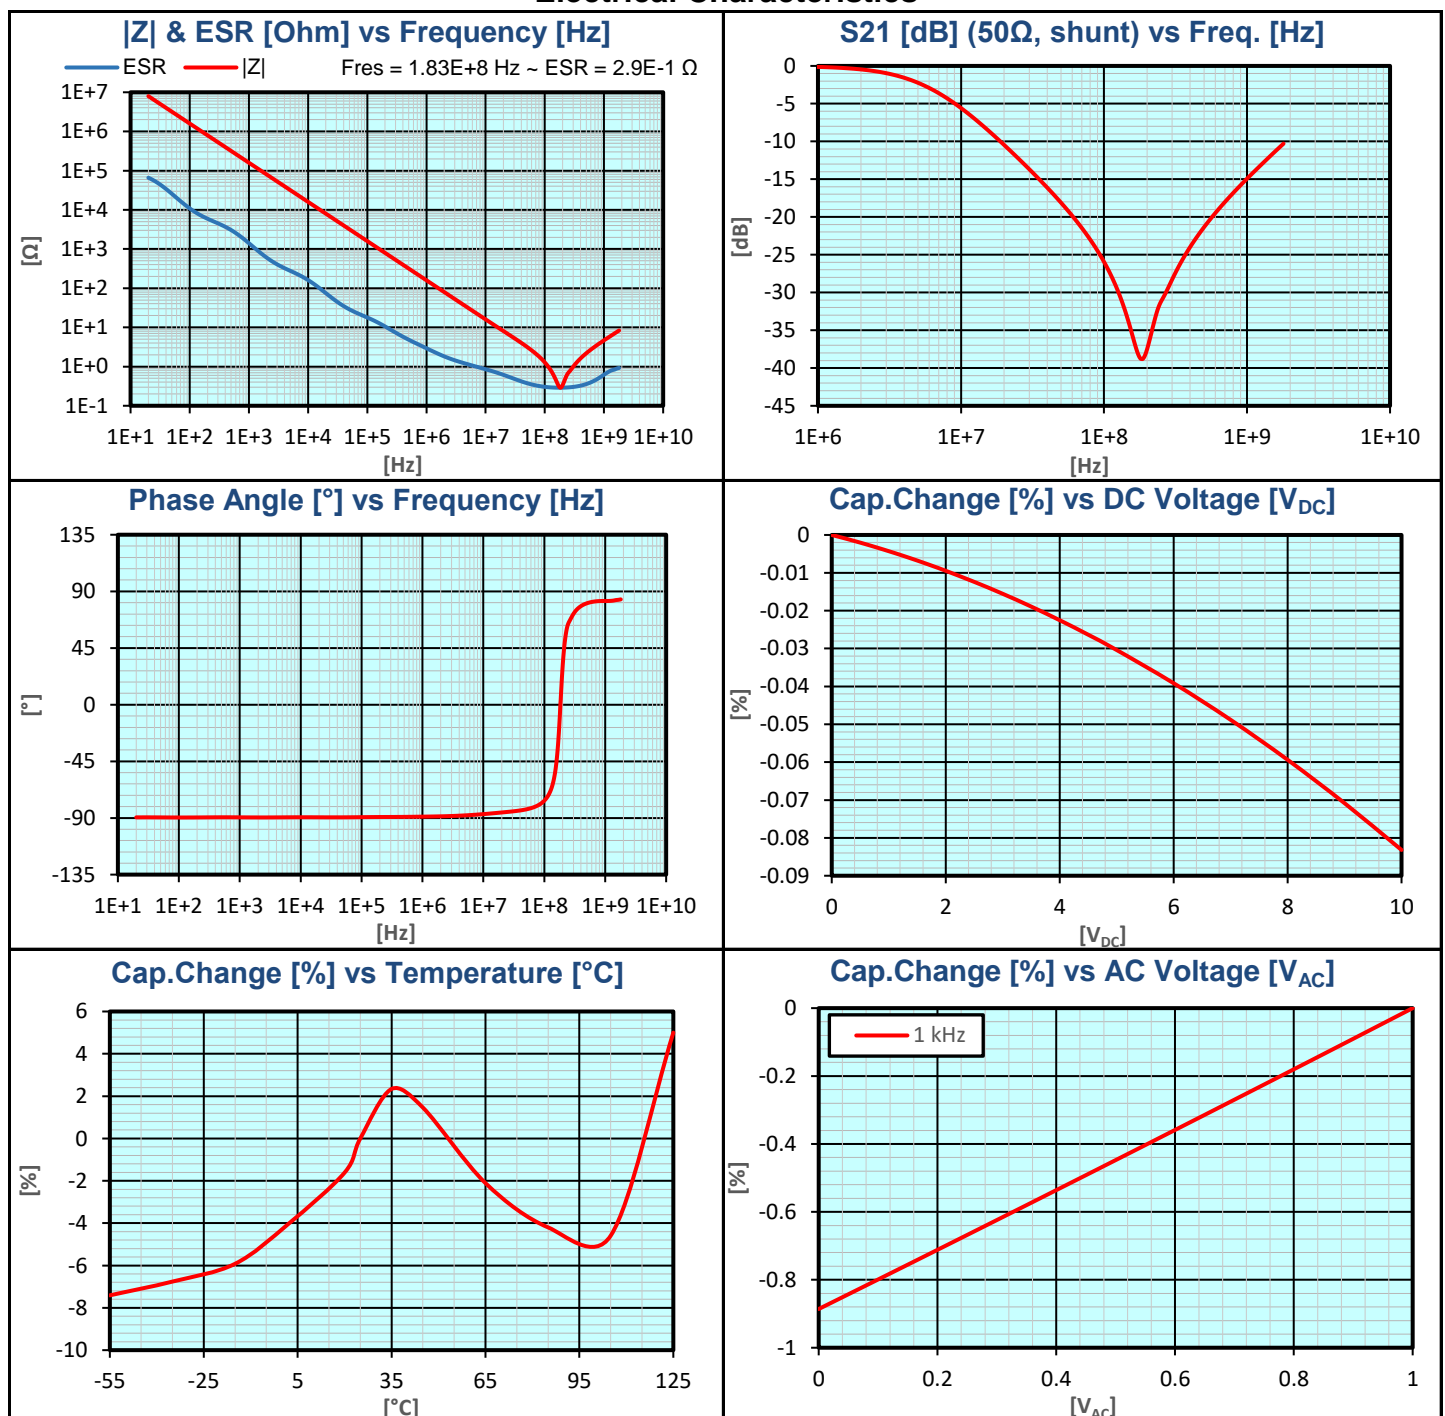 Electrical Characteristics
|Z| & ESR [Ohm] vs Frequency [Hz]
ESR |Z| Fres = 1.83E+8 Hz ~ ESR = 2.9E-1 Ω
1E+7
1E+6
1E+5
1E+4
1E+3
1E+2
1E+1
1E+0
1E-1
[Ω]
1E+1 1E+2 1E+3 1E+4 1E+5 1E+6 1E+7 1E+8 1E+9 1E+10
[Hz]
S21 [dB] (50Ω, shunt) vs Freq. [Hz]
0
-5
-10
-15
-20
-25
-30
-35
-40
-45
[dB]
1E+6 1E+7 1E+8 1E+9 1E+10
[Hz]
Phase Angle [°] vs Frequency [Hz]
135
90
45
0
-45
-90
-135
[°]
1E+1 1E+2 1E+3 1E+4 1E+5 1E+6 1E+7 1E+8 1E+9 1E+10
[Hz]
Cap.Change [%] vs DC Voltage [VDC]
0
-0.01
-0.02
-0.03
-0.04
-0.05
-0.06
-0.07
-0.08
-0.09
[%]
0 2 4 6 8 10
[VDC]
Cap.Change [%] vs Temperature [°C]
6
4
2
0
-2
-4
-6
-8
-10
[%]
-55 -25 5 35 65 95 125
[°C]
Cap.Change [%] vs AC Voltage [VAC]
1 kHz
0
-0.2
-0.4
-0.6
-0.8
-1
[%]
0 0.2 0.4 0.6 0.8 1
[VAC]